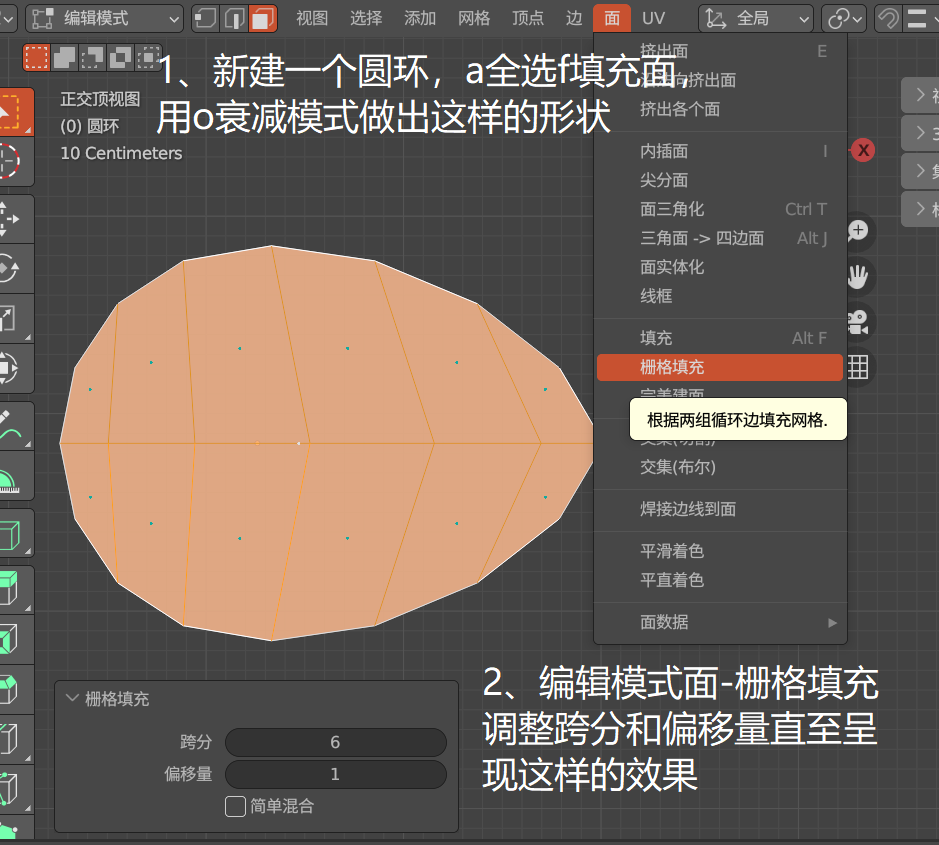 编辑模式
视图 选择 添加 网格 顶点 边 面 UV
全局
1、新建一个圆环，a全选f填充面,
用o衰减模式做出这样的形状
正交顶视图
(0) 圆环
10 Centimeters
挤出面 E
挤出各个面
内插面 I
尖分面
面三角化 Ctrl T
三角面 -> 四边面 Alt J
面实体化
线框
填充 Alt F
栅格填充
根据两组循环边填充网格.
交集(布尔)
焊接边线到面
平滑着色
平直着色
面数据
X
2、编辑模式面-栅格填充
调整跨分和偏移量直至呈
现这样的效果
栅格填充
跨分 6
偏移量 1
简单混合